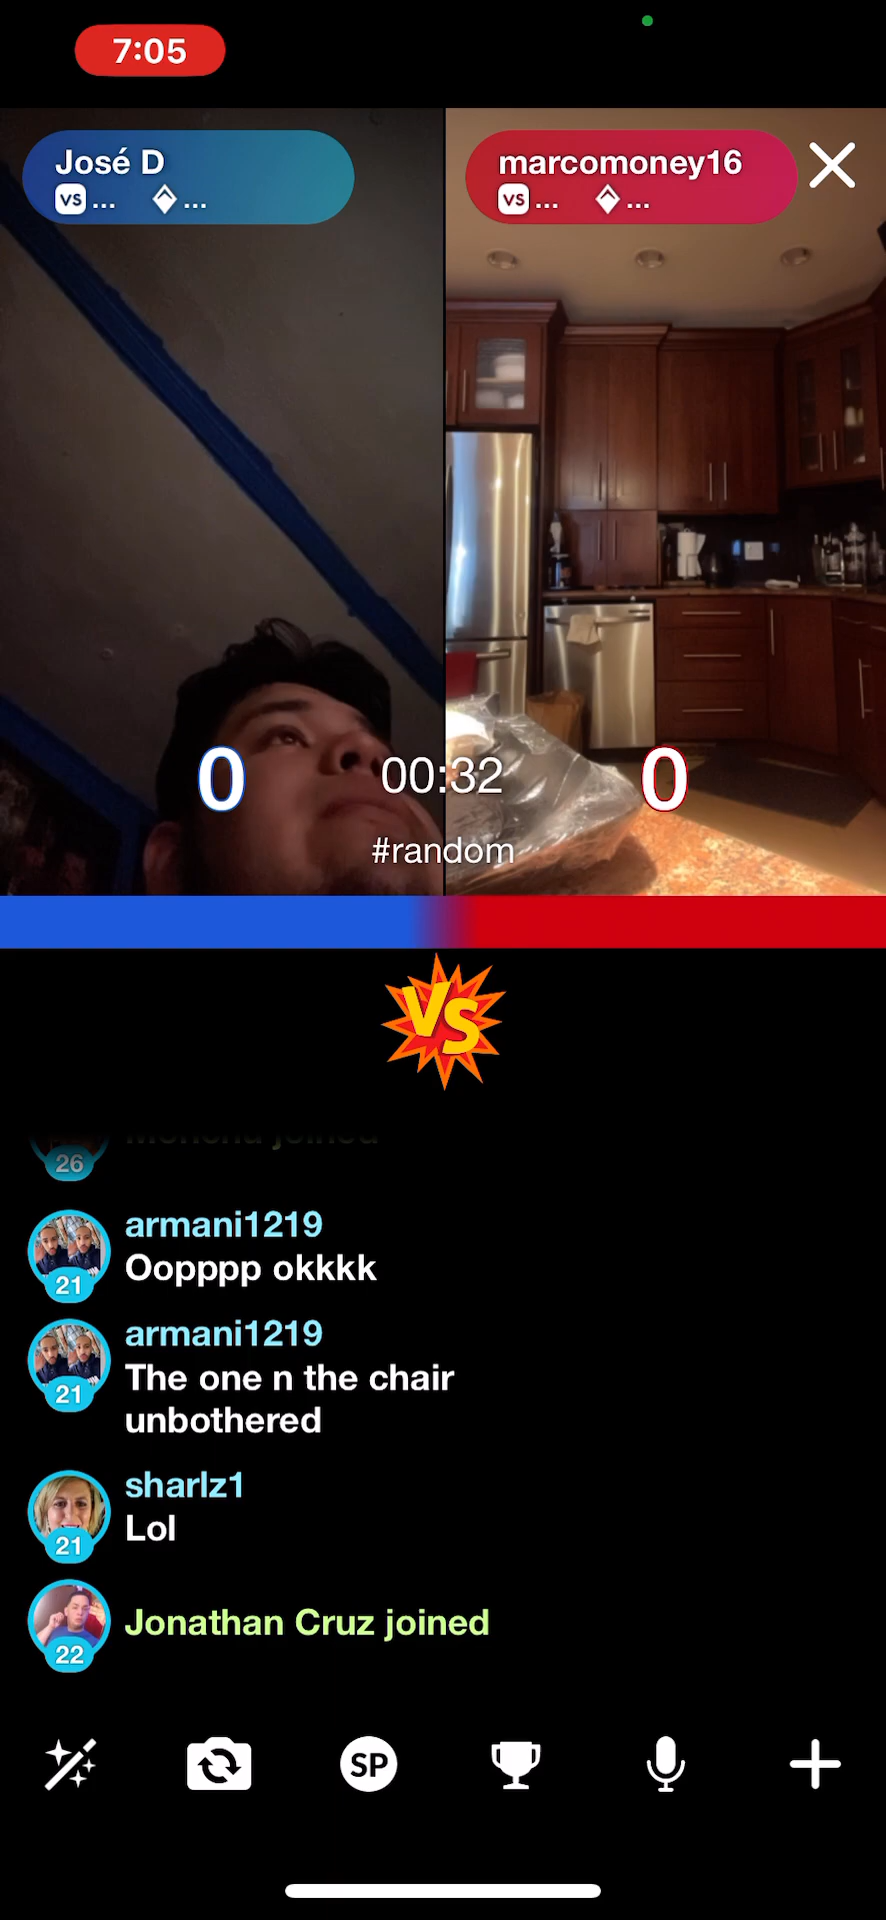 7:05
José D
VS ... ...
marcomoney16
VS ... ...
0
00:32
0
#random
VS
joined
26
armani1219
Oopppp okkkk
21
armani1219
The one n the chair
unbothered
21
sharlz1
Lol
21
Jonathan Cruz joined
22
SP